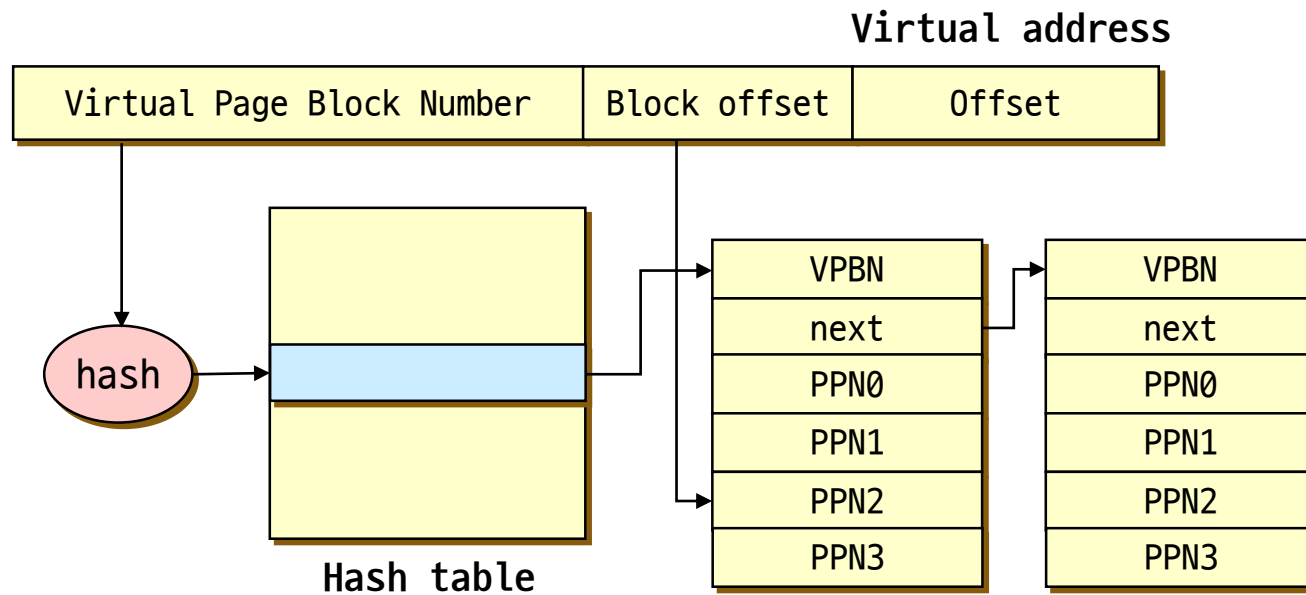 Virtual address
Virtual Page Block Number
Block offset
Offset
hash
Hash table
VPBN
next
PPN0
PPN1
PPN2
PPN3
VPBN
next
PPN0
PPN1
PPN2
PPN3